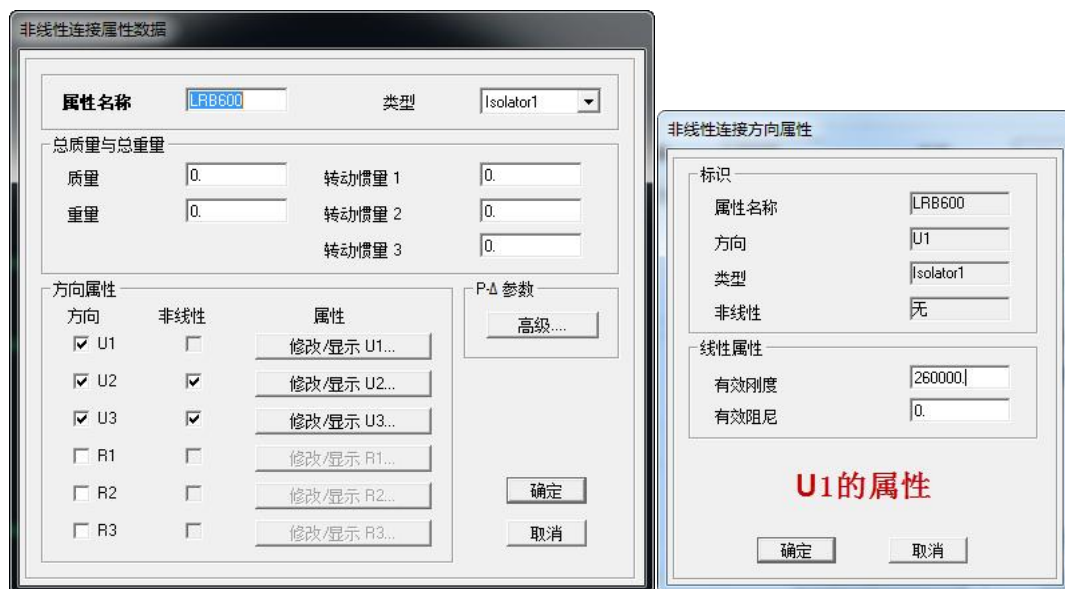 非线性连接属性数据
属性名称 LRB600 类型 Isolator1
总质量与总重量
质量 0. 转动惯量 1 0.
重量 0. 转动惯量 2 0.
转动惯量 3 0.
方向属性
方向 非线性 属性
U1 修改/显示 U1...
U2 修改/显示 U2...
U3 修改/显示 U3...
R1 修改/显示 R1...
R2 修改/显示 R2...
R3 修改/显示 R3...
P-Δ 参数
高级....
确定
取消
非线性连接方向属性
标识
属性名称 LRB600
方向 U1
类型 Isolator1
非线性 无
线性属性
有效刚度 260000.
有效阻尼 0.
U1的属性
确定 取消